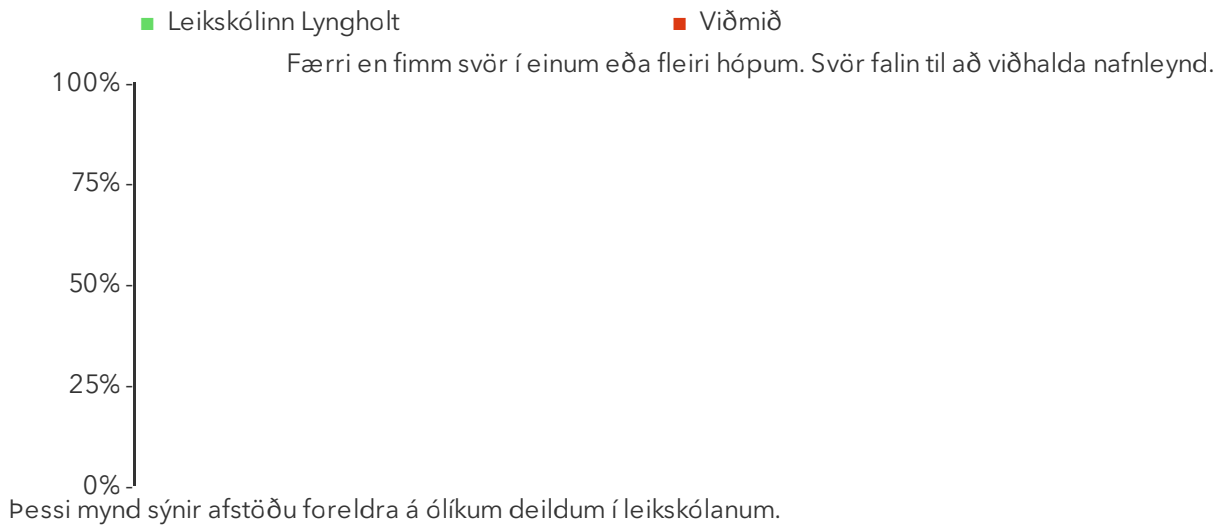 Leikskólinn Lyngholt Viðmið
Færri en fimm svör í einum eða fleiri hópum. Svör falin til að viðhalda nafnleynd.
100%
75%
50%
25%
0%
Þessi mynd sýnir afstöðu foreldra á ólíkum deildum í leikskólanum.